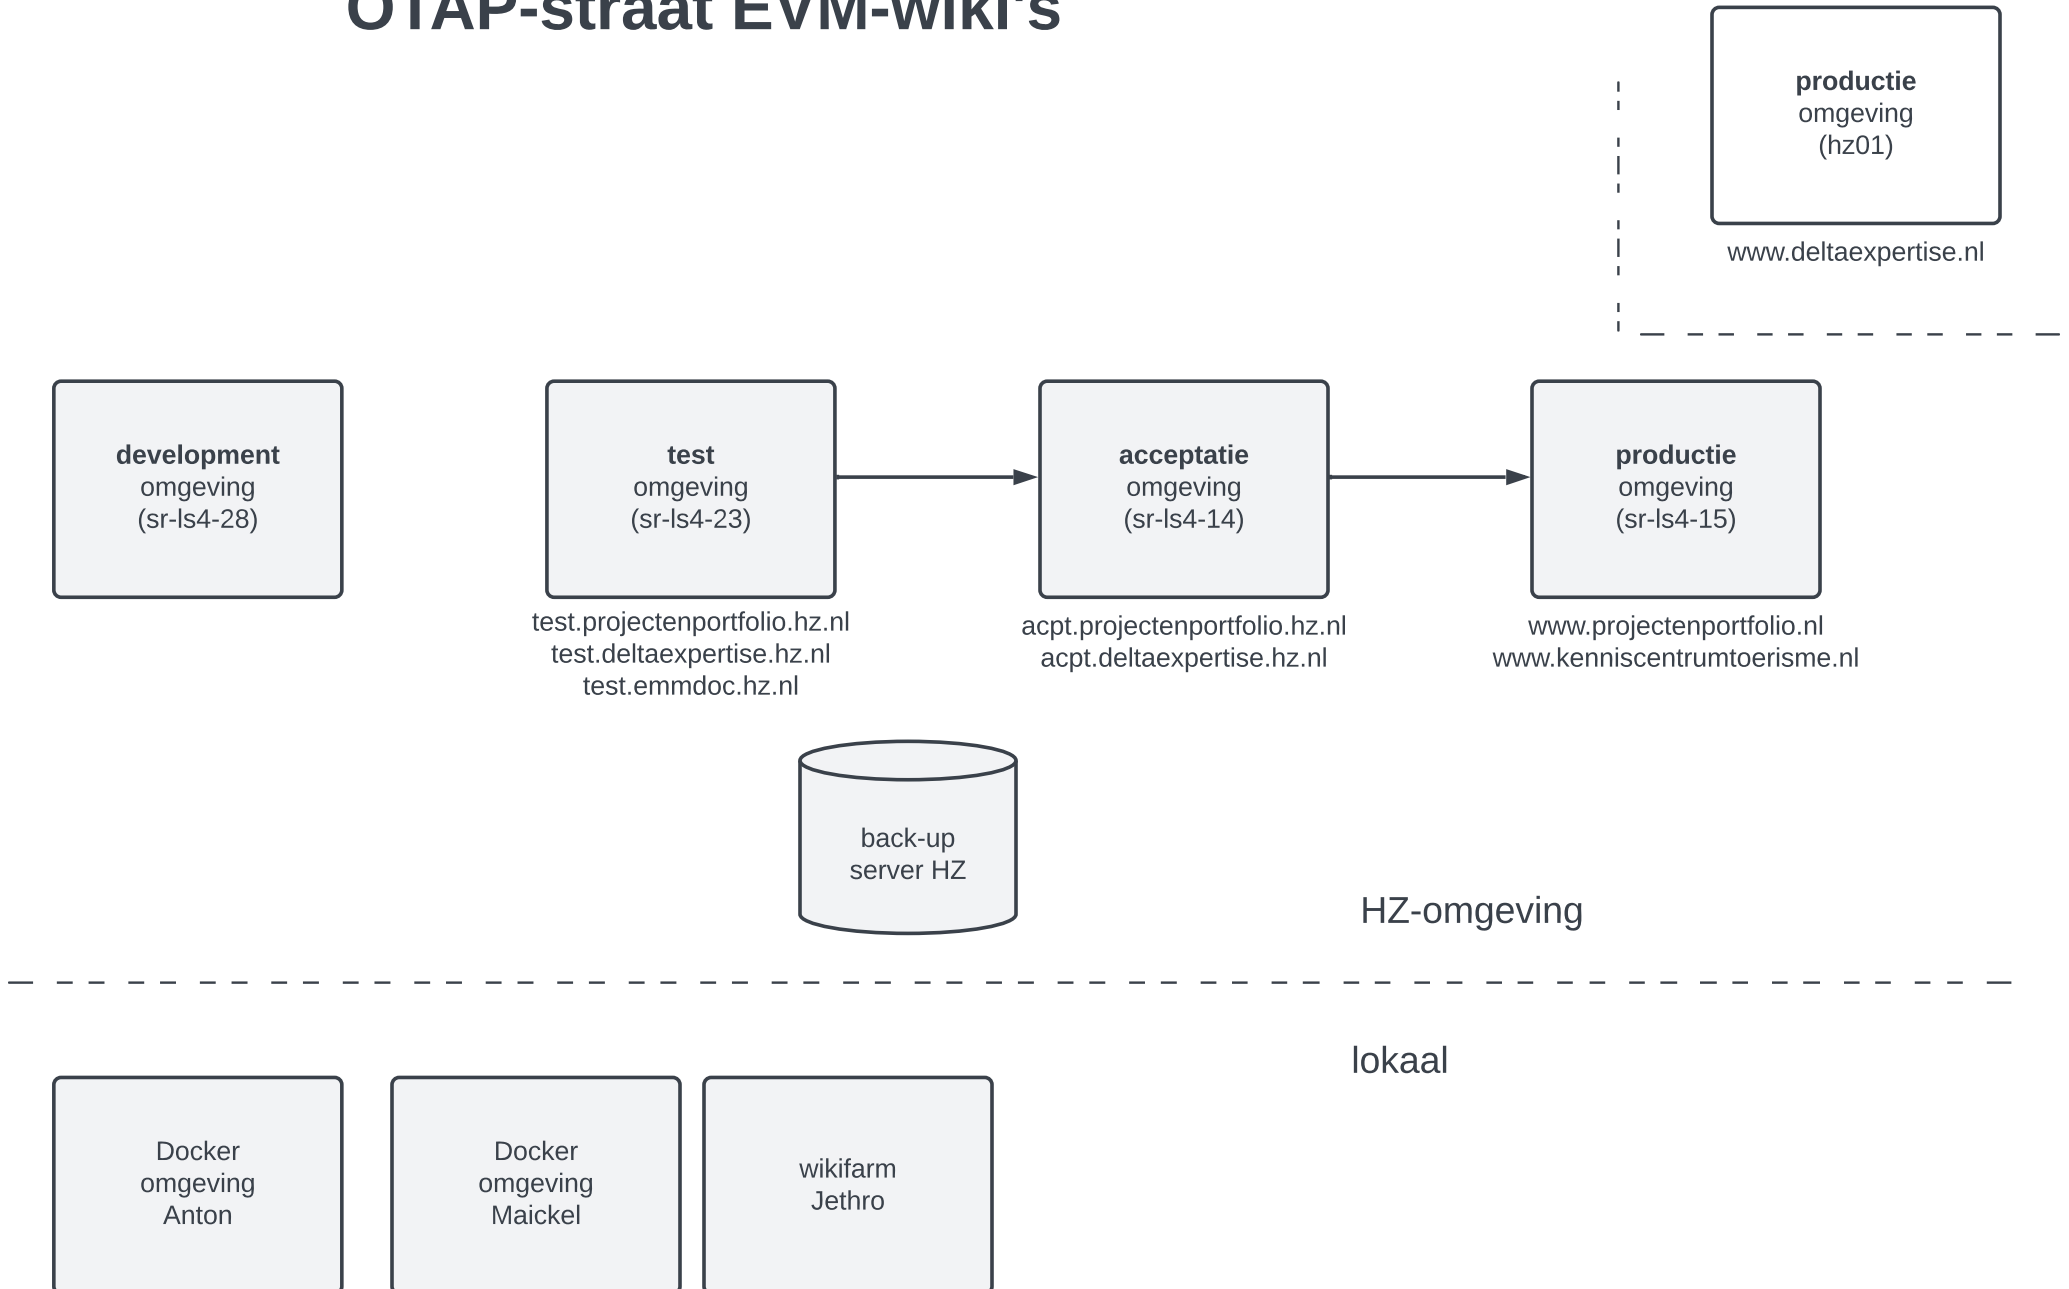 OTAP-straat EVM-wiki's
productie
omgeving
(hz01)
www.deltaexpertise.nl
development
omgeving
(sr-ls4-28)
test
omgeving
(sr-ls4-23)
test.projectenportfolio.hz.nl
test.deltaexpertise.hz.nl
test.emmdoc.hz.nl
acceptatie
omgeving
(sr-ls4-14)
acpt.projectenportfolio.hz.nl
acpt.deltaexpertise.hz.nl
productie
omgeving
(sr-ls4-15)
www.projectenportfolio.nl
www.kenniscentrumtoerisme.nl
back-up
server HZ
HZ-omgeving
lokaal
Docker
omgeving
Anton
Docker
omgeving
Maickel
wikifarm
Jethro